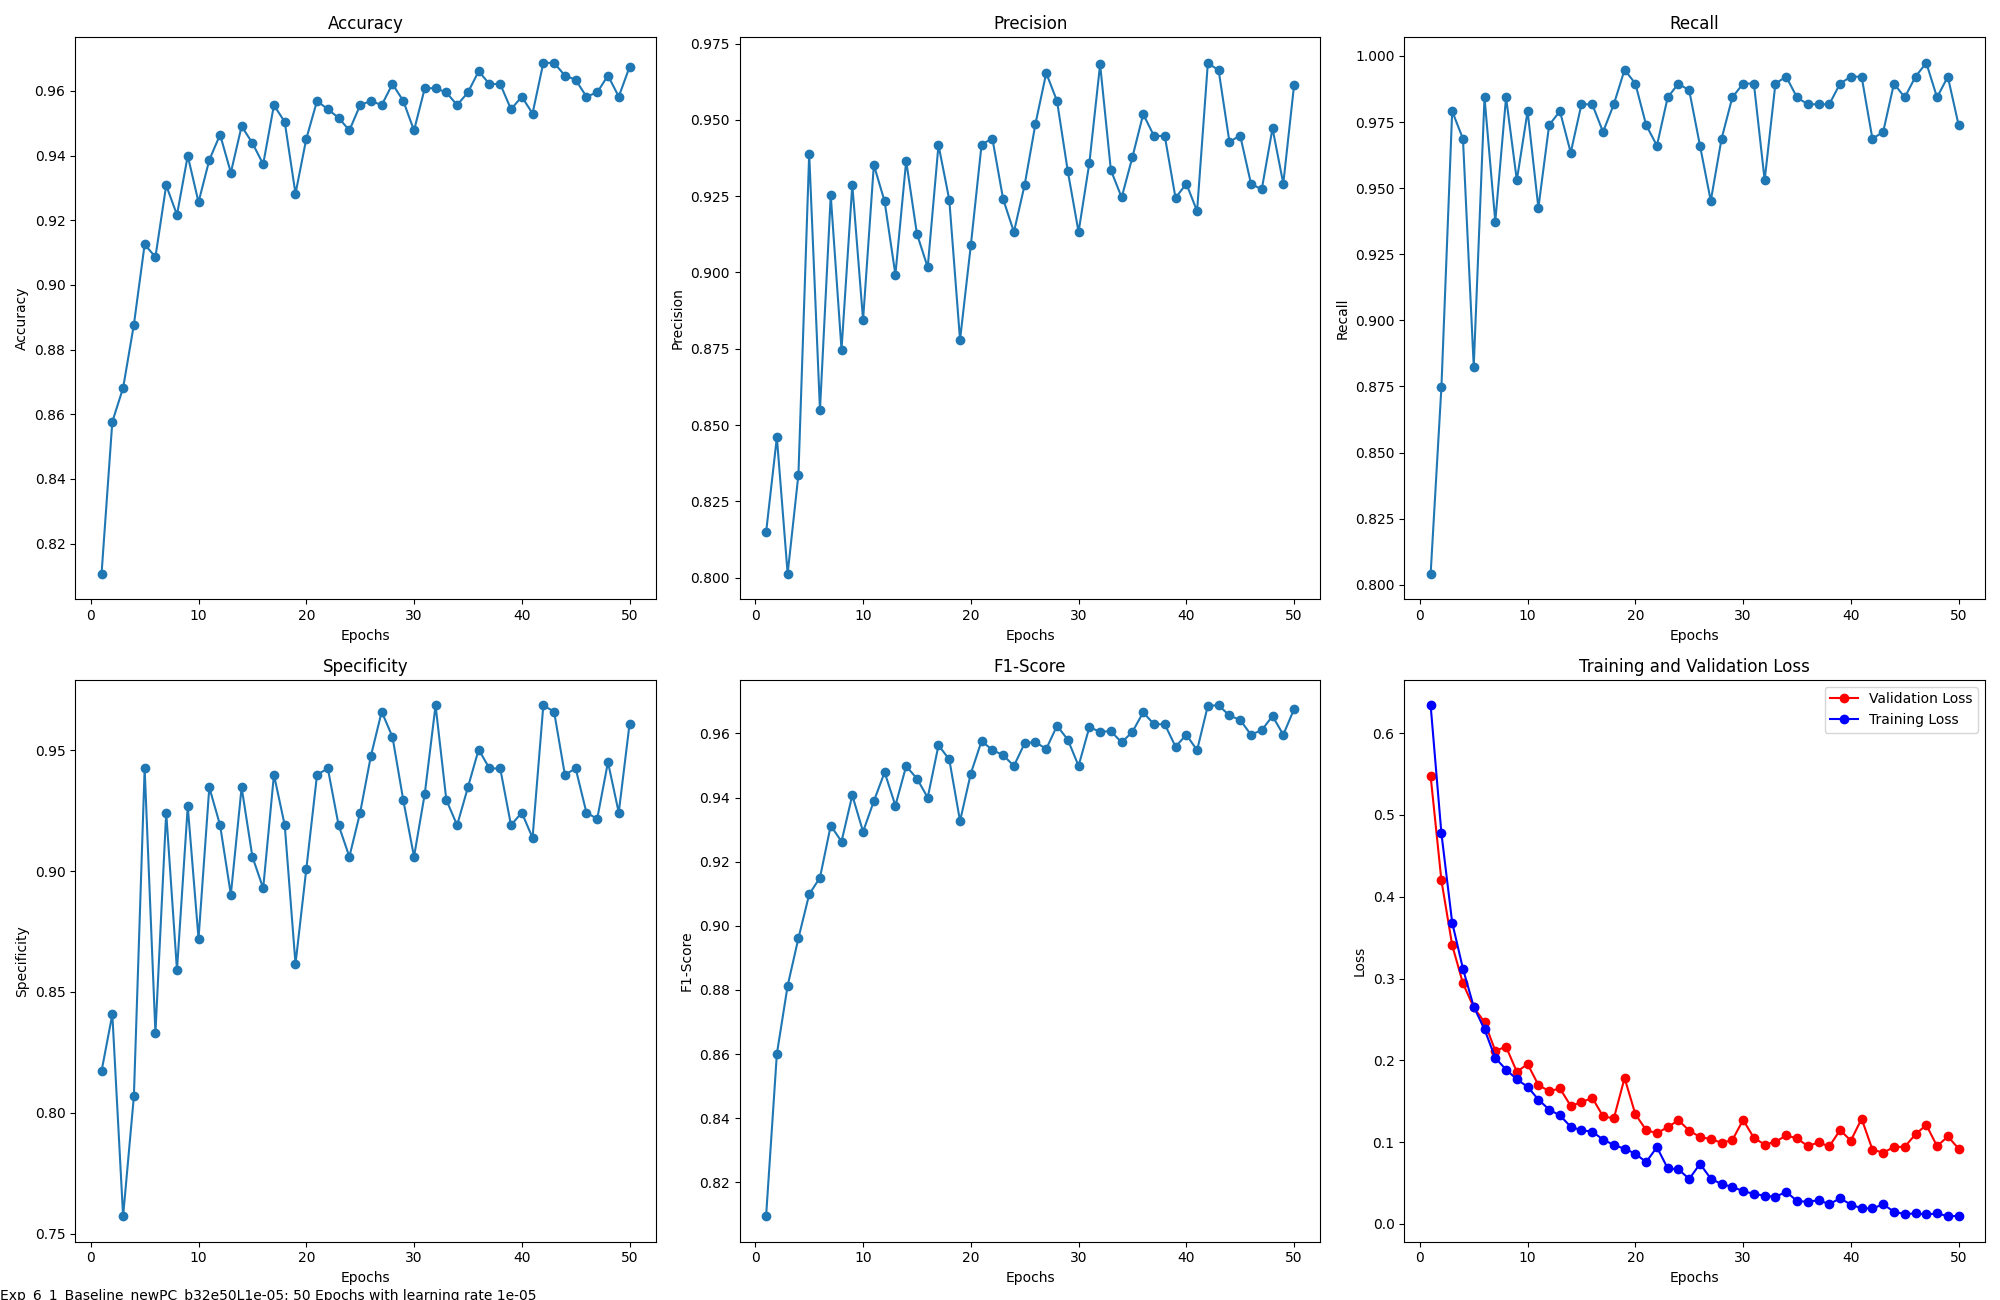 Accuracy
Precision
Recall
0.96
0.94
0.92
0.90
0.88
0.86
0.84
0.82
Accuracy
0 10 20 30 40 50
Epochs
0.975
0.950
0.925
0.900
0.875
0.850
0.825
0.800
Precision
0 10 20 30 40 50
Epochs
1.000
0.975
0.950
0.925
0.900
0.875
0.850
0.825
0.800
Recall
0 10 20 30 40 50
Epochs
Specificity
F1-Score
Training and Validation Loss
0.95
0.90
0.85
0.80
0.75
Specificity
0 10 20 30 40 50
Epochs
0.96
0.94
0.92
0.90
0.88
0.86
0.84
0.82
F1-Score
0 10 20 30 40 50
Epochs
Validation Loss
Training Loss
0.6
0.5
0.4
0.3
0.2
0.1
0.0
Loss
0 10 20 30 40 50
Epochs
Exp_6_1_Baseline_newPC_b32e50L1e-05: 50 Epochs with learning rate 1e-05